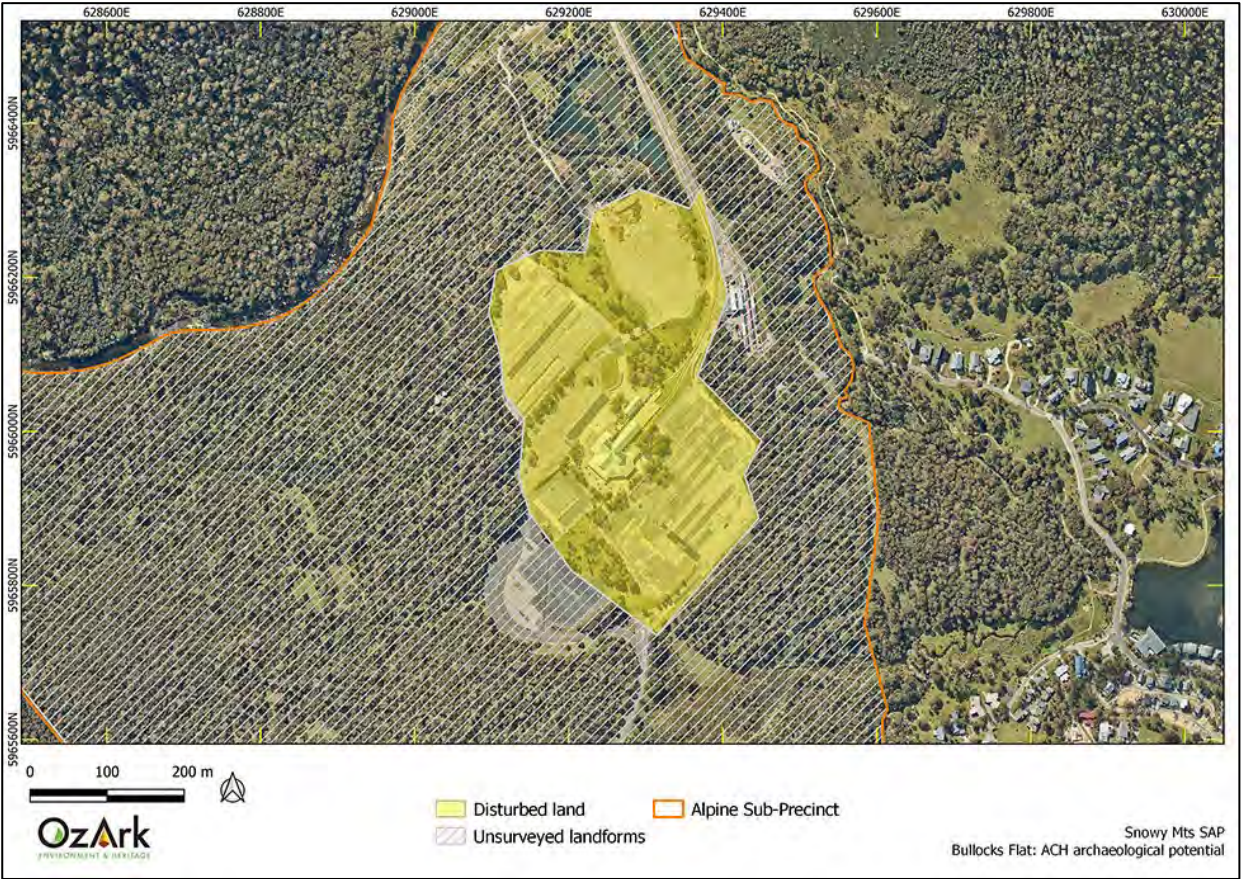 628600E 628800E 629000E 629200E 629400E 629600E 629800E 630000E
5966400N
5966200N
5966000N
5965800N
5965600N
0 100 200 m
OzArk
ENVIRONMENT & HERITAGE
Disturbed land
Unsurveyed landforms
Alpine Sub-Precinct
Snowy Mts SAP
Bullocks Flat: ACH archaeological potential